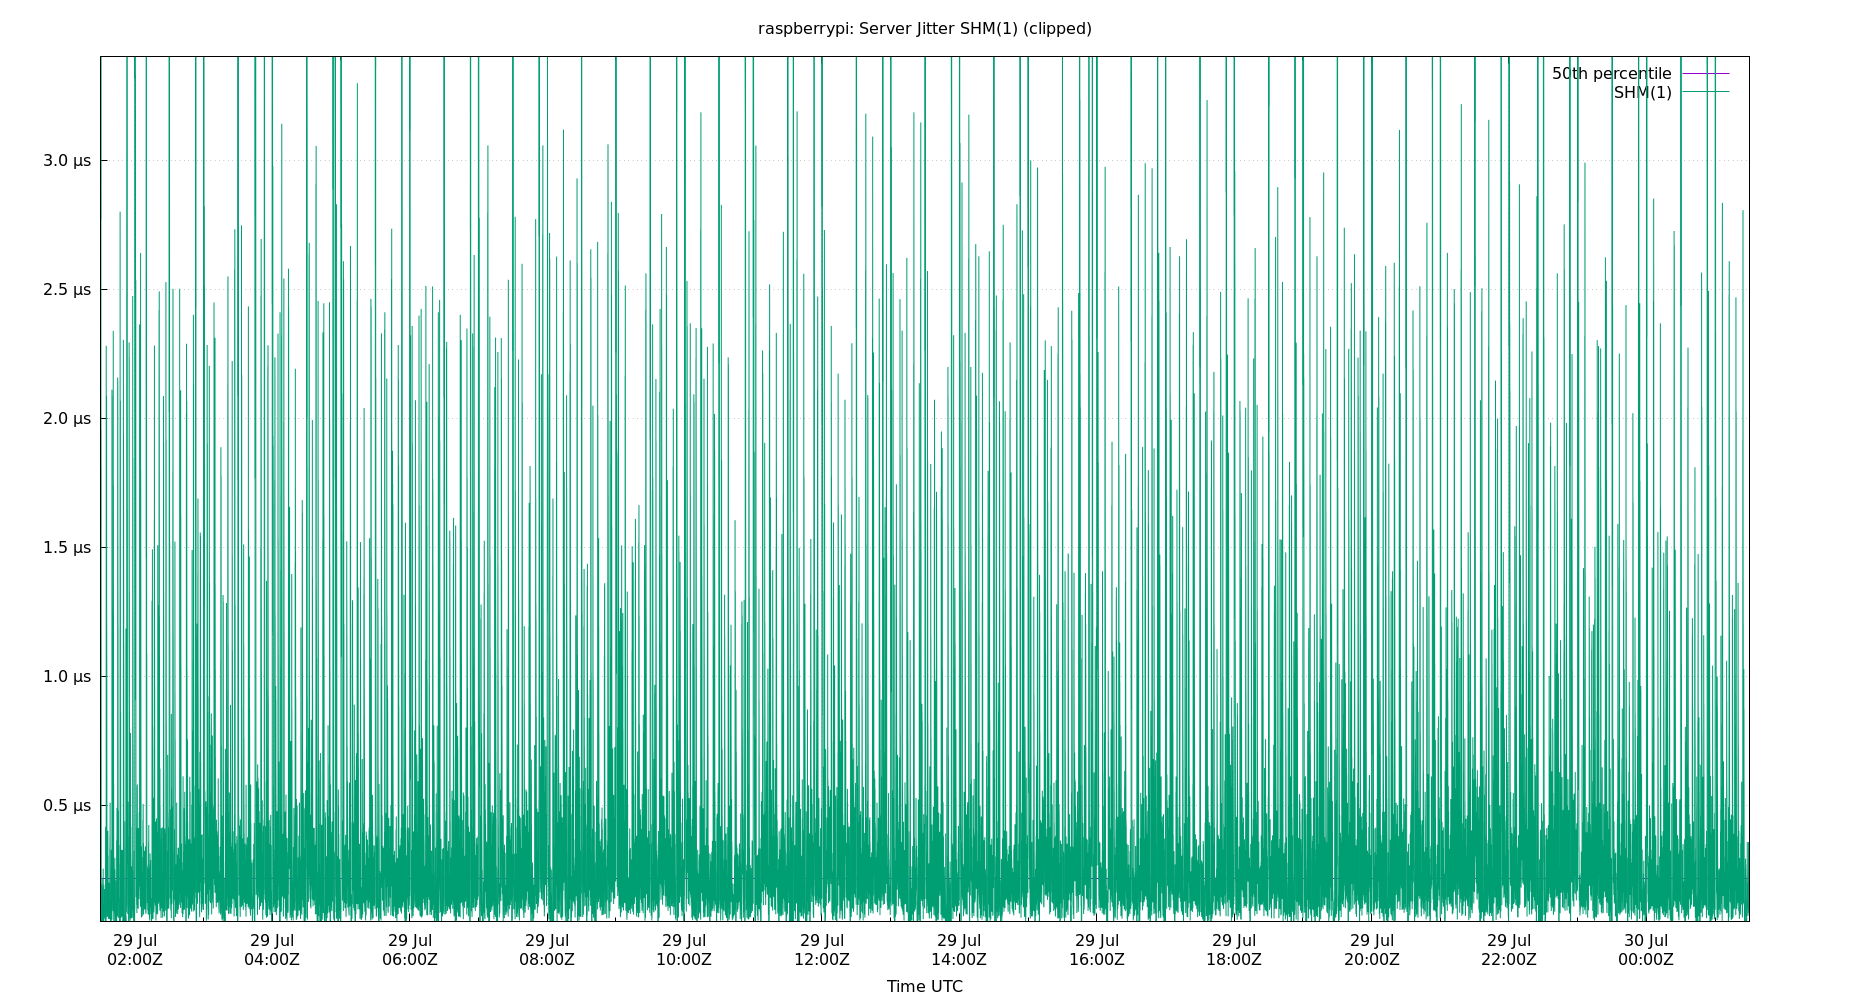 raspberrypi: Server Jitter SHM(1) (clipped)
50th percentile
SHM(1)
3.0 µs
2.5 µs
2.0 µs
1.5 µs
1.0 µs
0.5 µs
29 Jul 29 Jul 29 Jul 29 Jul 29 Jul 29 Jul 29 Jul 29 Jul 29 Jul 29 Jul 29 Jul 30 Jul
02:00Z 04:00Z 06:00Z 08:00Z 10:00Z 12:00Z 14:00Z 16:00Z 18:00Z 20:00Z 22:00Z 00:00Z
Time UTC